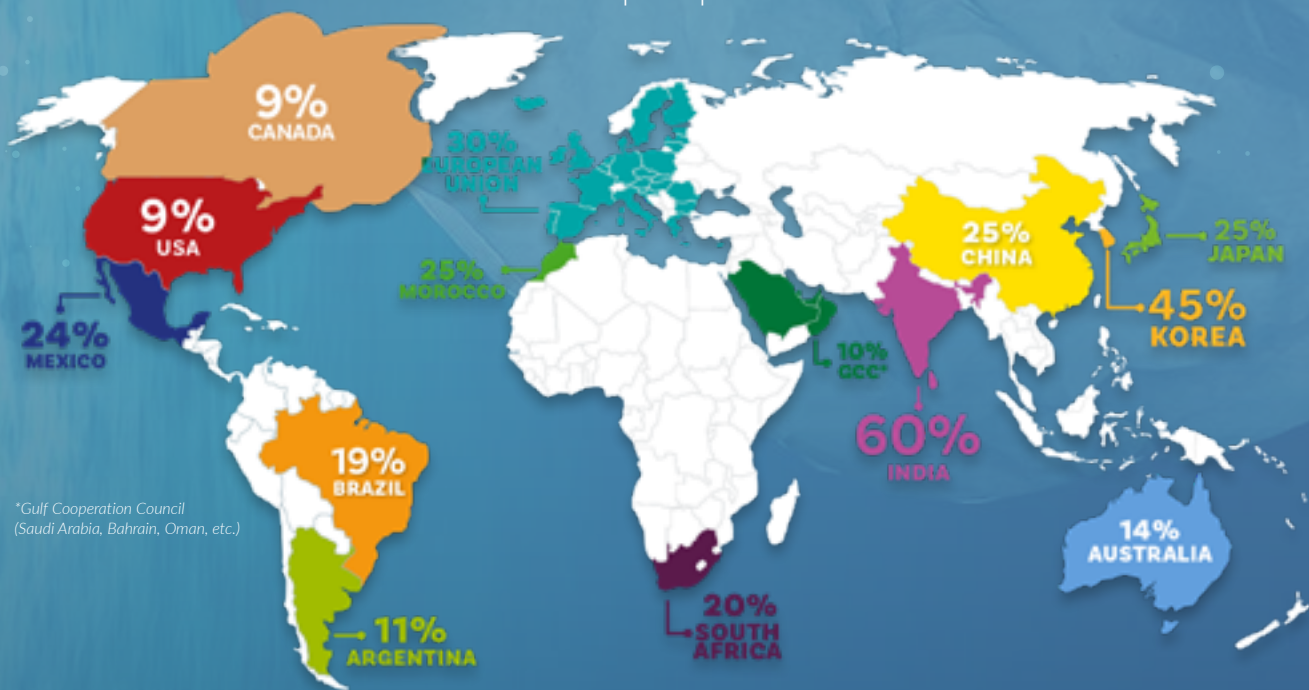 9%
CANADA
30%
EUROPEAN
UNION
9%
USA
25%
MOROCCO
24%
MEXICO
25%
CHINA
25%
JAPAN
45%
KOREA
10%
GCC*
60%
INDIA
19%
BRAZIL
*Gulf Cooperation Council
(Saudi Arabia, Bahrain, Oman, etc.)
14%
AUSTRALIA
20%
SOUTH
AFRICA
11%
ARGENTINA